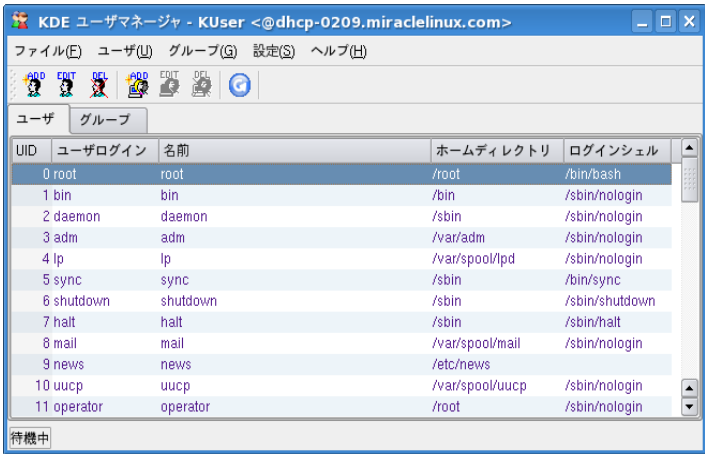 KDE ユーザマネージャ - KUser <@dhcp-0209.miraclelinux.com>
ファイル(F) ユーザ(U) グループ(G) 設定(S) ヘルプ(H)
ADD EDIT DEL ADD EDIT DEL
ユーザ グループ
UID ユーザログイン 名前 ホームディレクトリ ログインシェル
0 root root /root /bin/bash
1 bin bin /bin /sbin/nologin
2 daemon daemon /sbin /sbin/nologin
3 adm adm /var/adm /sbin/nologin
4 lp lp /var/spool/lpd /sbin/nologin
5 sync sync /sbin /bin/sync
6 shutdown shutdown /sbin /sbin/shutdown
7 halt halt /sbin /sbin/halt
8 mail mail /var/spool/mail /sbin/nologin
9 news news /etc/news
10 uucp uucp /var/spool/uucp /sbin/nologin
11 operator operator /root /sbin/nologin
待機中